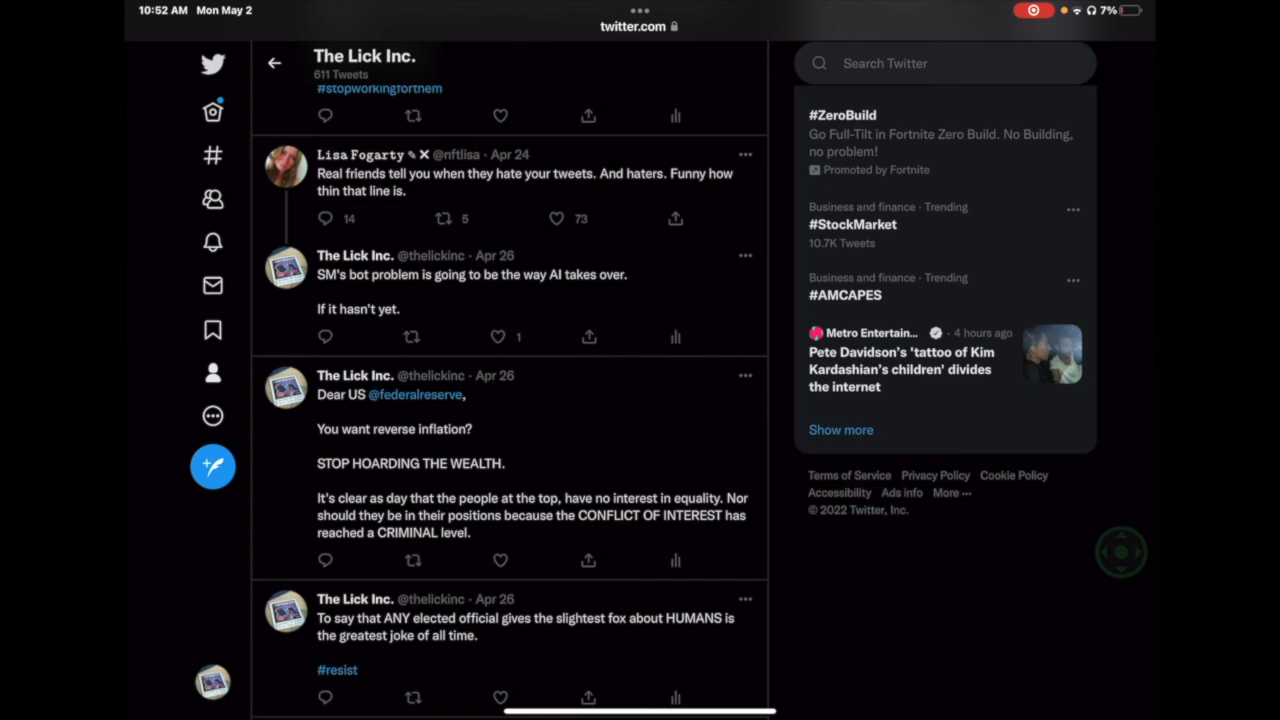 10:52 AM Mon May 2
7%
twitter.com
The Lick Inc.
611 Tweets
#stopworkingforthem
Lisa Fogarty ✎ ✕ @nftlisa · Apr 24
Real friends tell you when they hate your tweets. And haters. Funny how
thin that line is.
14 5 73
The Lick Inc. @thelickinc · Apr 26
SM's bot problem is going to be the way AI takes over.
If it hasn't yet.
1
The Lick Inc. @thelickinc · Apr 26
Dear US @federalreserve,
You want reverse inflation?
STOP HOARDING THE WEALTH.
It's clear as day that the people at the top, have no interest in equality. Nor
should they be in their positions because the CONFLICT OF INTEREST has
reached a CRIMINAL level.
The Lick Inc. @thelickinc · Apr 26
To say that ANY elected official gives the slightest fox about HUMANS is
the greatest joke of all time.
#resist
Search Twitter
#ZeroBuild
Go Full-Tilt in Fortnite Zero Build. No Building,
no problem!
Promoted by Fortnite
Business and finance · Trending
#StockMarket
10.7K Tweets
Business and finance · Trending
#AMCAPES
Metro Entertain... · 4 hours ago
Pete Davidson's 'tattoo of Kim
Kardashian's children' divides
the internet
Show more
Terms of Service Privacy Policy Cookie Policy
Accessibility Ads info More ···
© 2022 Twitter, Inc.